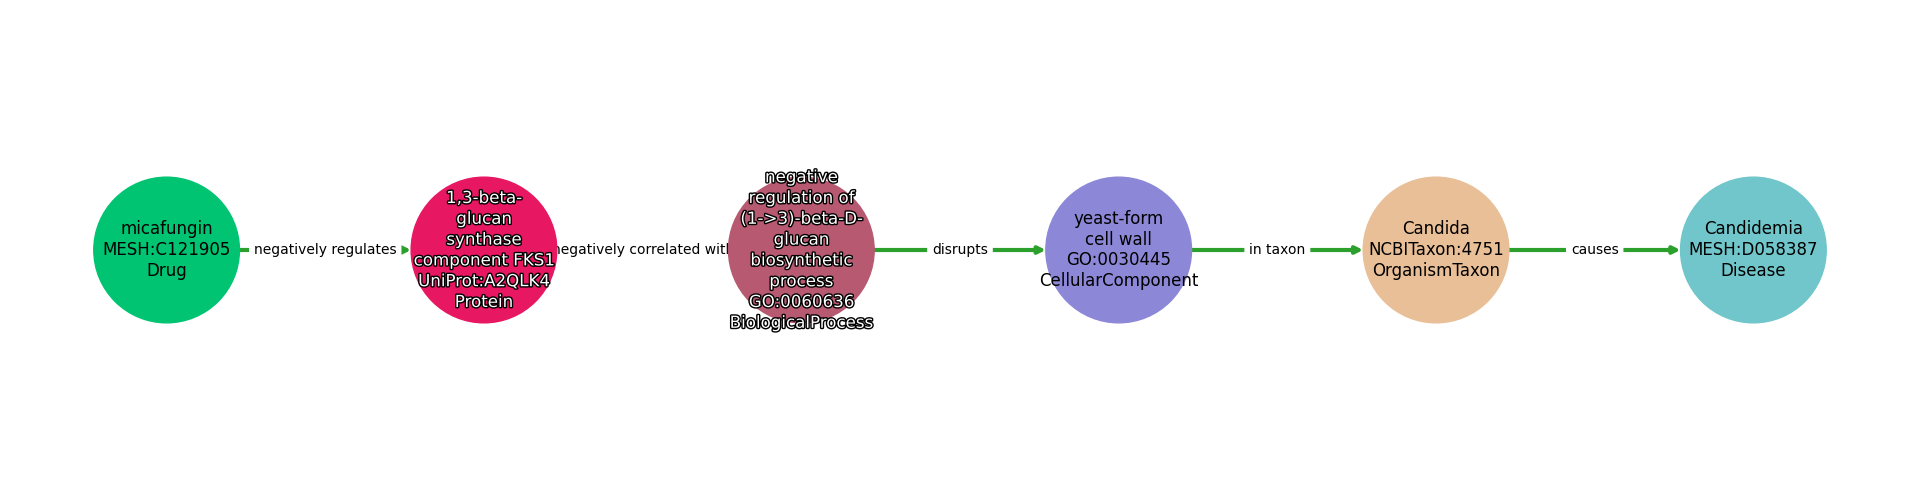 micafungin
MESH:C121905
Drug
negatively regulates
1,3-beta-
glucan
synthase
component FKS1
UniProt:A2QLK4
Protein
negatively correlated with
negative
regulation of
(1->3)-beta-D-
glucan
biosynthetic
process
GO:0060636
BiologicalProcess
disrupts
yeast-form
cell wall
GO:0030445
CellularComponent
in taxon
Candida
NCBITaxon:4751
OrganismTaxon
causes
Candidemia
MESH:D058387
Disease